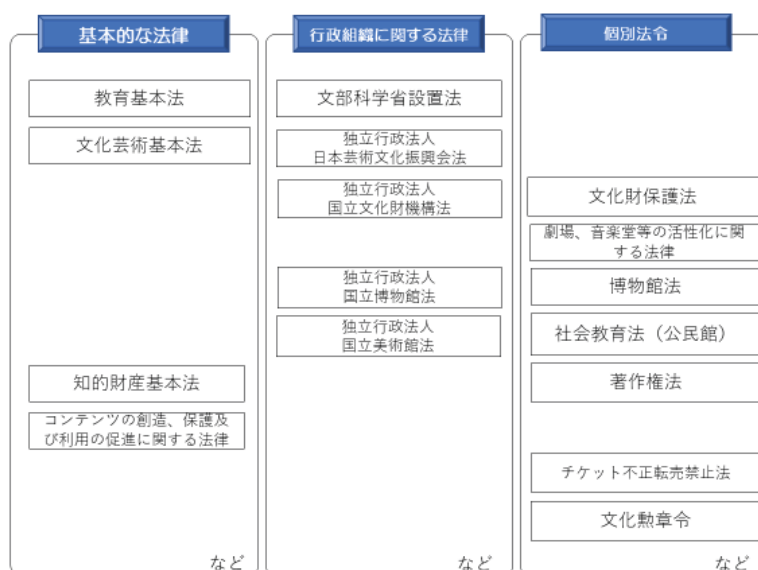 基本的な法律
教育基本法
文化芸術基本法
知的財産基本法
コンテンツの創造、保護及
び利用の促進に関する法律
など
行政組織に関する法律
文部科学省設置法
独立行政法人
日本芸術文化振興会法
独立行政法人
国立文化財機構法
独立行政法人
国立博物館法
独立行政法人
国立美術館法
など
個別法令
文化財保護法
劇場、音楽堂等の活性化に関
する法律
博物館法
社会教育法（公民館）
著作権法
チケット不正転売禁止法
文化勲章令
など